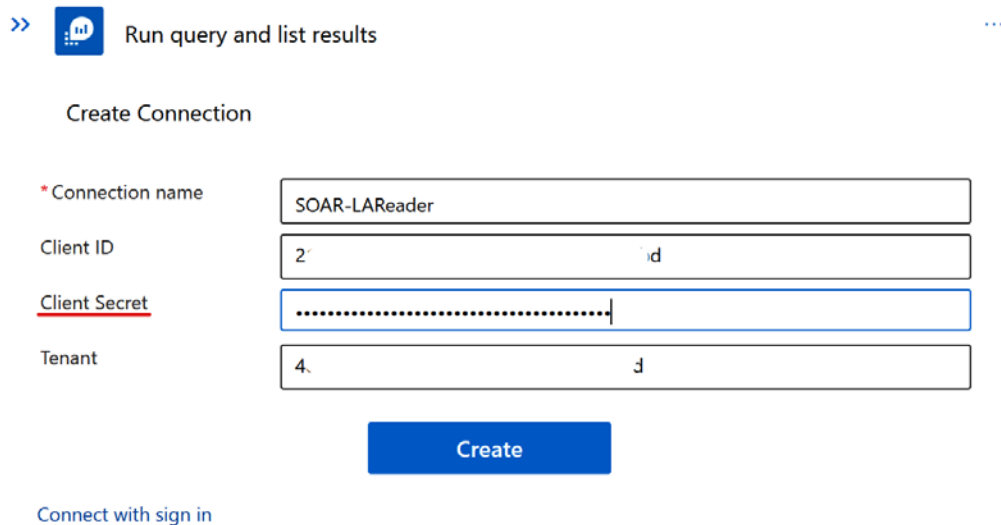 Run query and list results
Create Connection
* Connection name
SOAR-LAReader
Client ID
Client Secret
••••••••••••••••••••••••••••••••••••••••
Tenant
Create
Connect with sign in